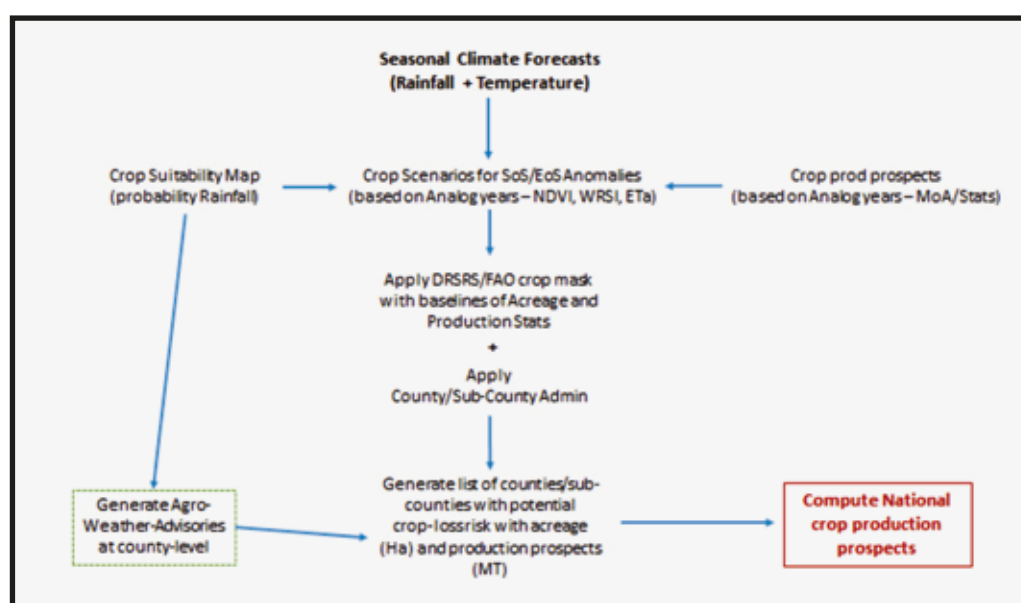 Seasonal Climate Forecasts
(Rainfall + Temperature)
Crop Suitability Map
(probability Rainfall)
Crop Scenarios for SoS/EoS Anomalies
(based on Analog years – NDVI, WRSI, ETa)
Crop prod prospects
(based on Analog years – MoA/Stats)
Apply DRSRS/FAO crop mask
with baselines of Acreage and
Production Stats
+
Apply
County/Sub-County Admin
Generate Agro-
Weather-Advisories
at county-level
Generate list of counties/sub-
counties with potential
crop-loss risk with acreage
(Ha) and production prospects
(MT)
Compute National
crop production
prospects